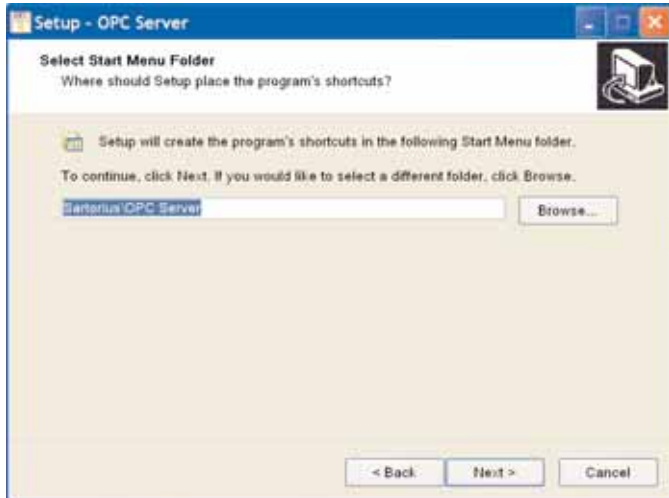 Setup - OPC Server
Select Start Menu Folder
Where should Setup place the program's shortcuts?
Setup will create the program's shortcuts in the following Start Menu folder.
To continue, click Next. If you would like to select a different folder, click Browse.
Sartorius\OPC Server
Browse...
< Back
Next >
Cancel